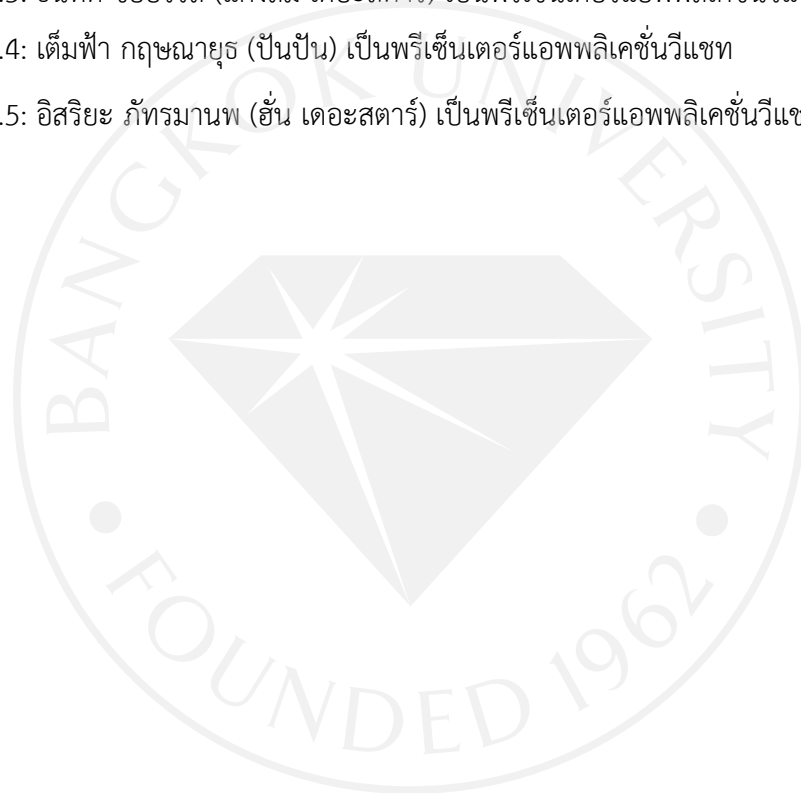 .4: เต็มฟ้า กฤษณายุธ (ปันปัน) เป็นพรีเซ็นเตอร์แอพพลิเคชั่นวีแชท
.5: อิสริยะ ภัทรมานพ (ฮั่น เดอะสตาร์) เป็นพรีเซ็นเตอร์แอพพลิเคชั่นวีแช
BANGKOK UNIVERSITY
FOUNDED 1962